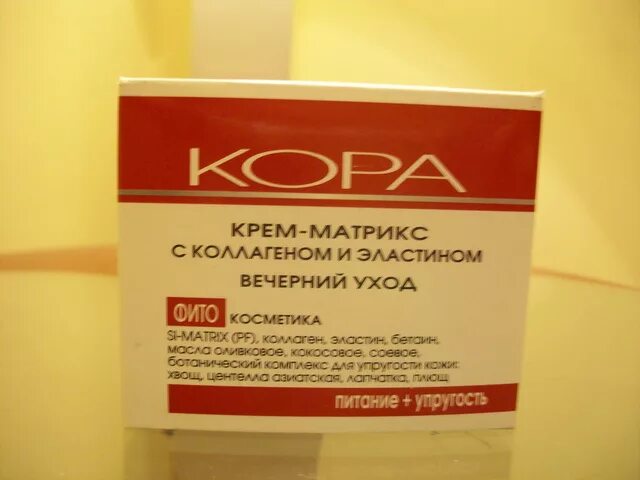 КОРА
КРЕМ-МАТРИКС
С КОЛЛАГЕНОМ И ЭЛАСТИНОМ
ВЕЧЕРНИЙ УХОД
ФИТО КОСМЕТИКА
SI-MATRIX (PF), коллаген, эластин, бетаин,
масла оливковое, кокосовое, соевое,
ботанический комплекс для упругости кожи:
хвощ, центелла азиатская, лапчатка, плющ
питание + упругость